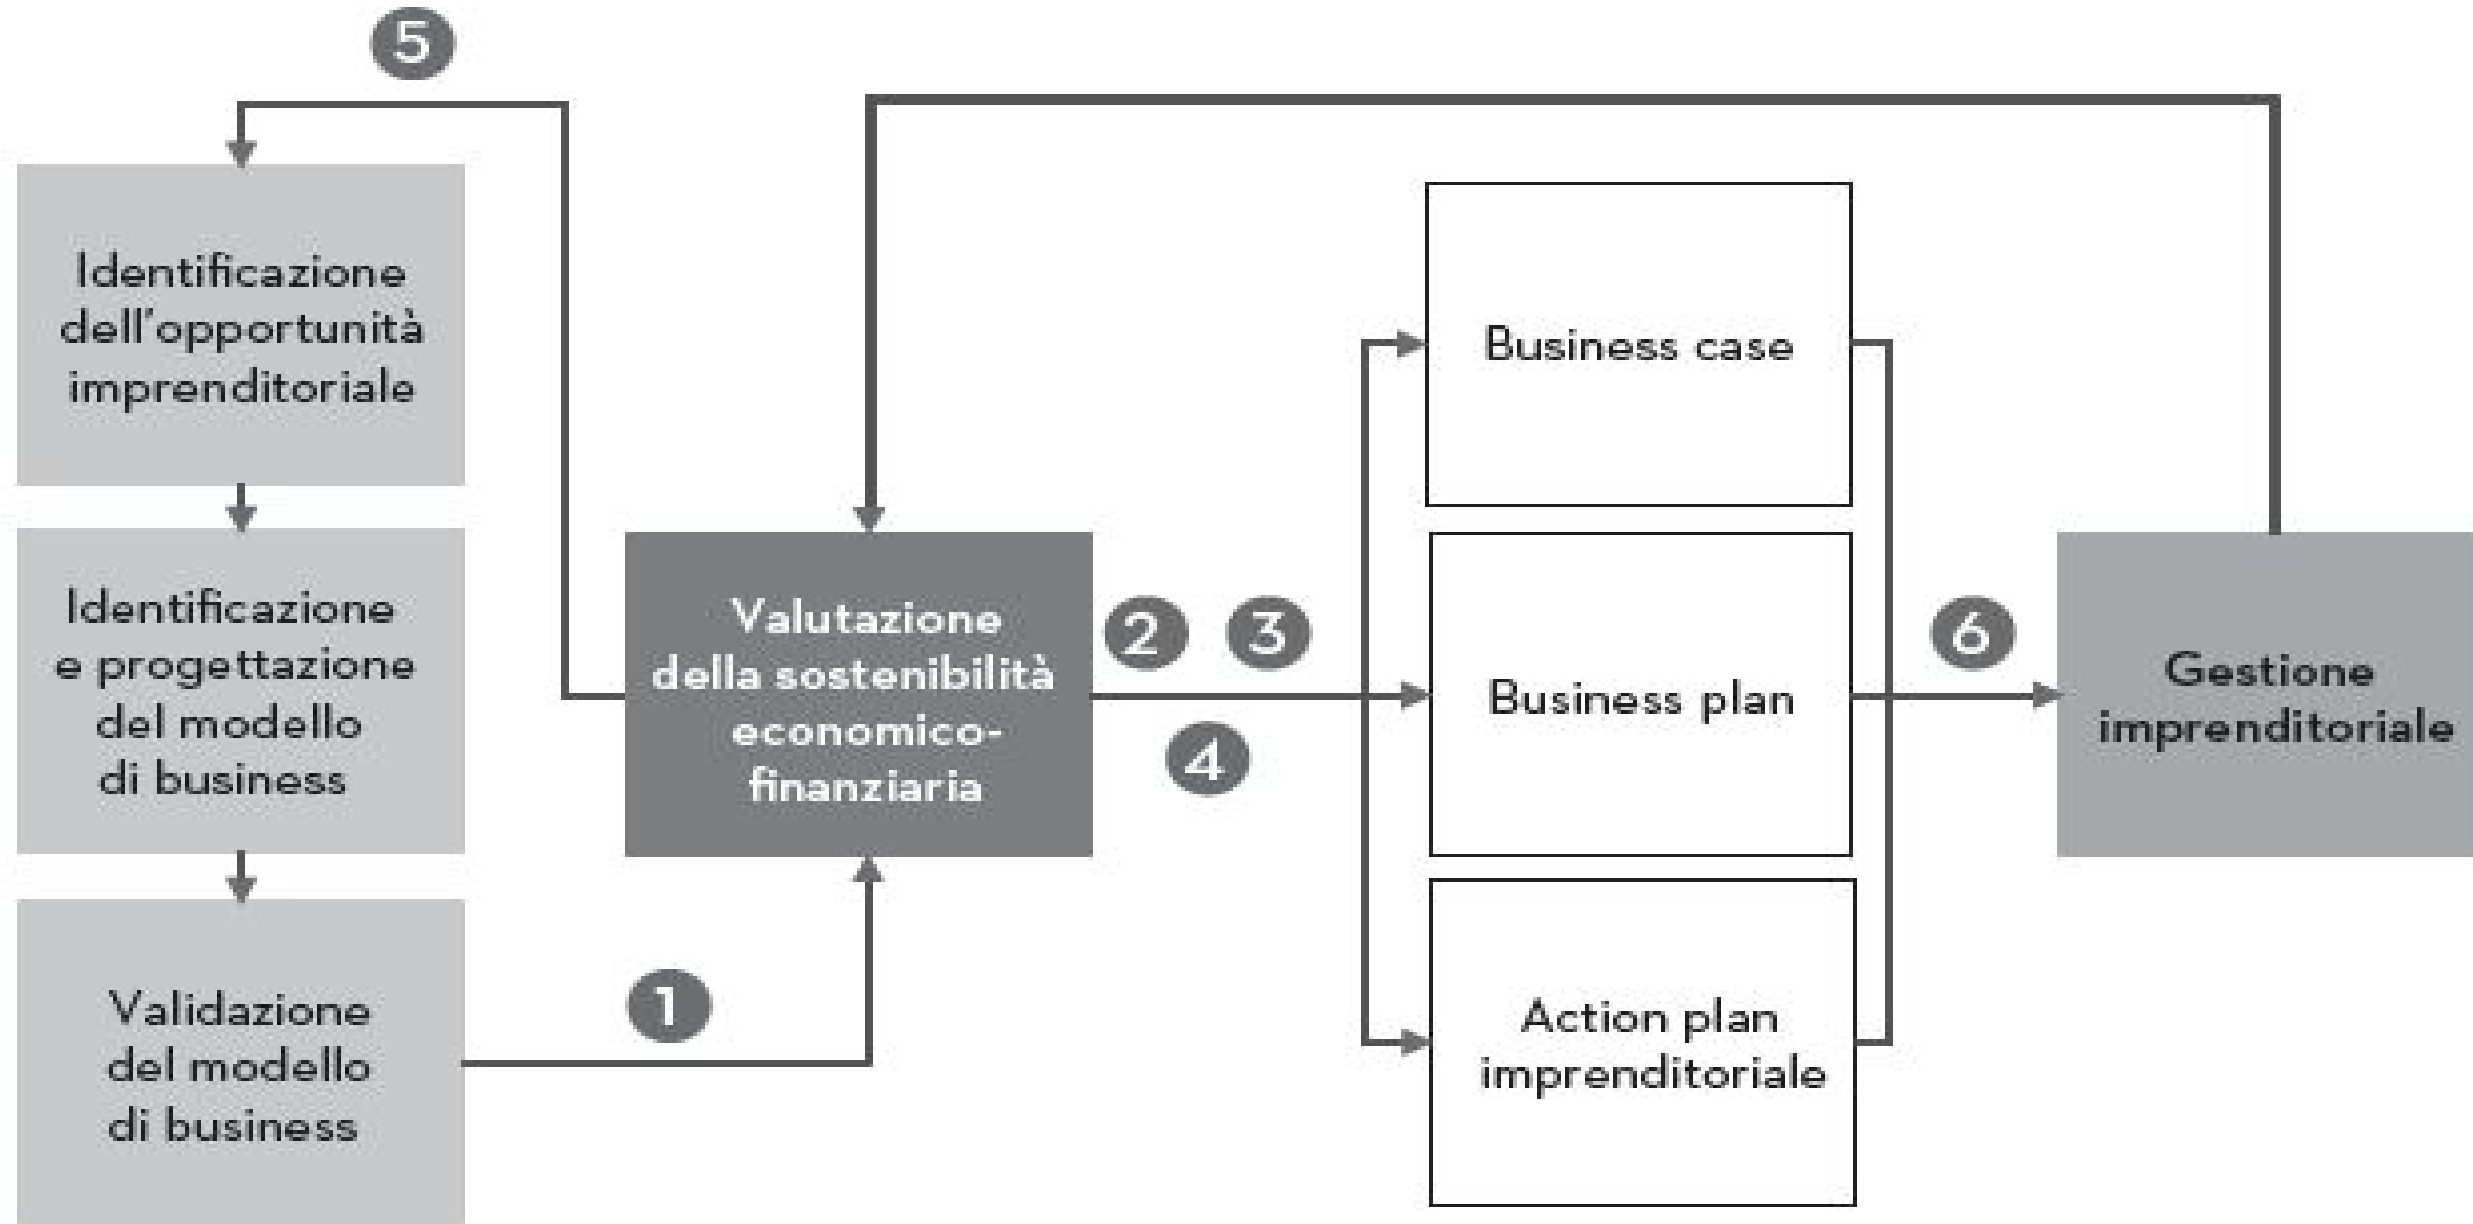 5
Identificazione
dell'opportunità
imprenditoriale
Identificazione
e progettazione
del modello
di business
Validazione
del modello
di business
1
Valutazione
della sostenibilità
economico-
finanziaria
2 3
4
Business case
Business plan
Action plan
imprenditoriale
6
Gestione
imprenditoriale